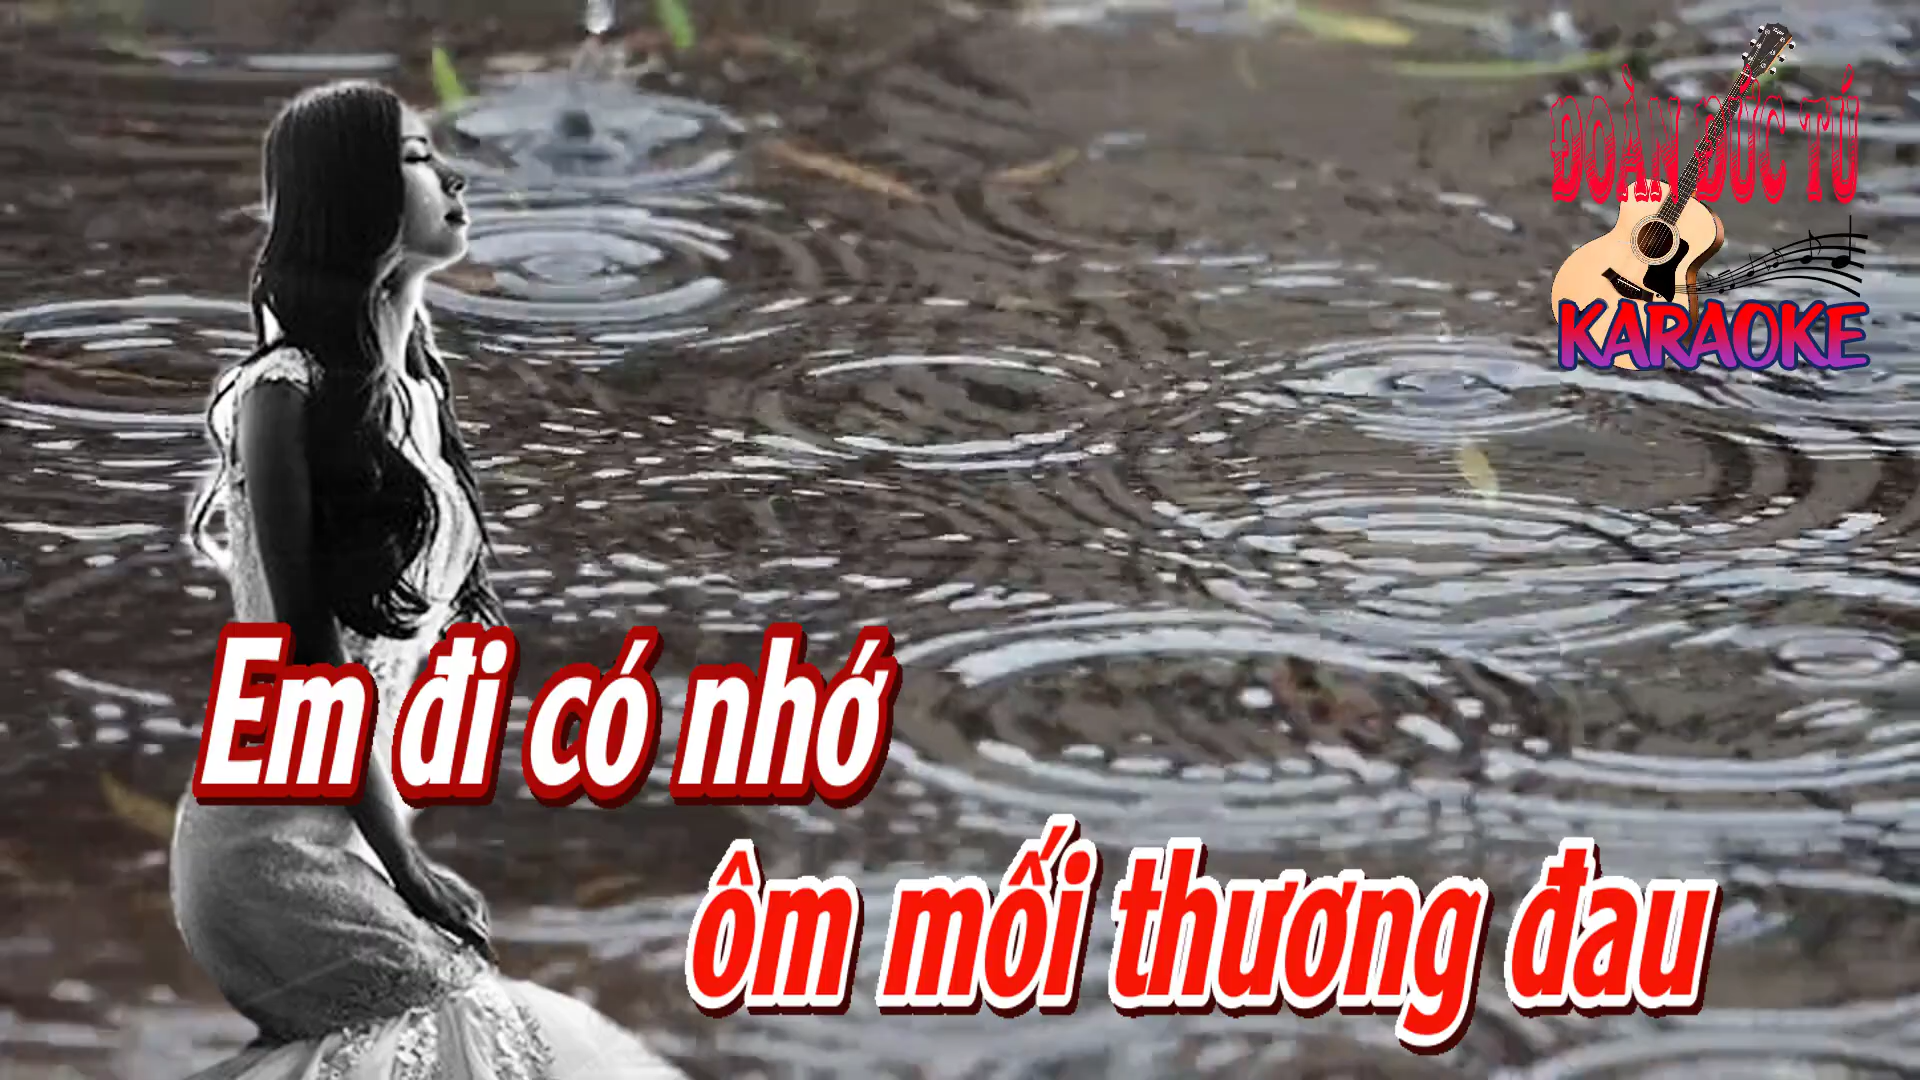 ĐOÀN ĐỨC TÚ
KARAOKE
Em đi có nhớ
ôm mối thương đau